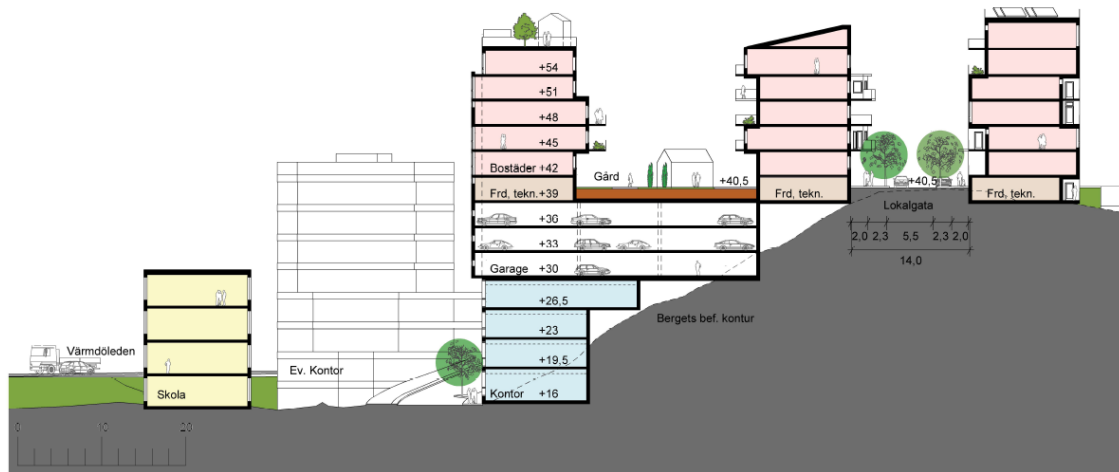 +54
+51
+48
+45
Bostäder +42
Frd, tekn. +39
Gård
+40,5
Frd, tekn.
+40,5
Lokalgata
Frd, tekn.
2,0 2,3 5,5 2,3 2,0
14,0
+36
+33
Garage +30
+26,5
Bergets bef. kontur
+23
+19,5
Kontor +16
Ev. Kontor
Värmdöleden
Skola
0 10 20